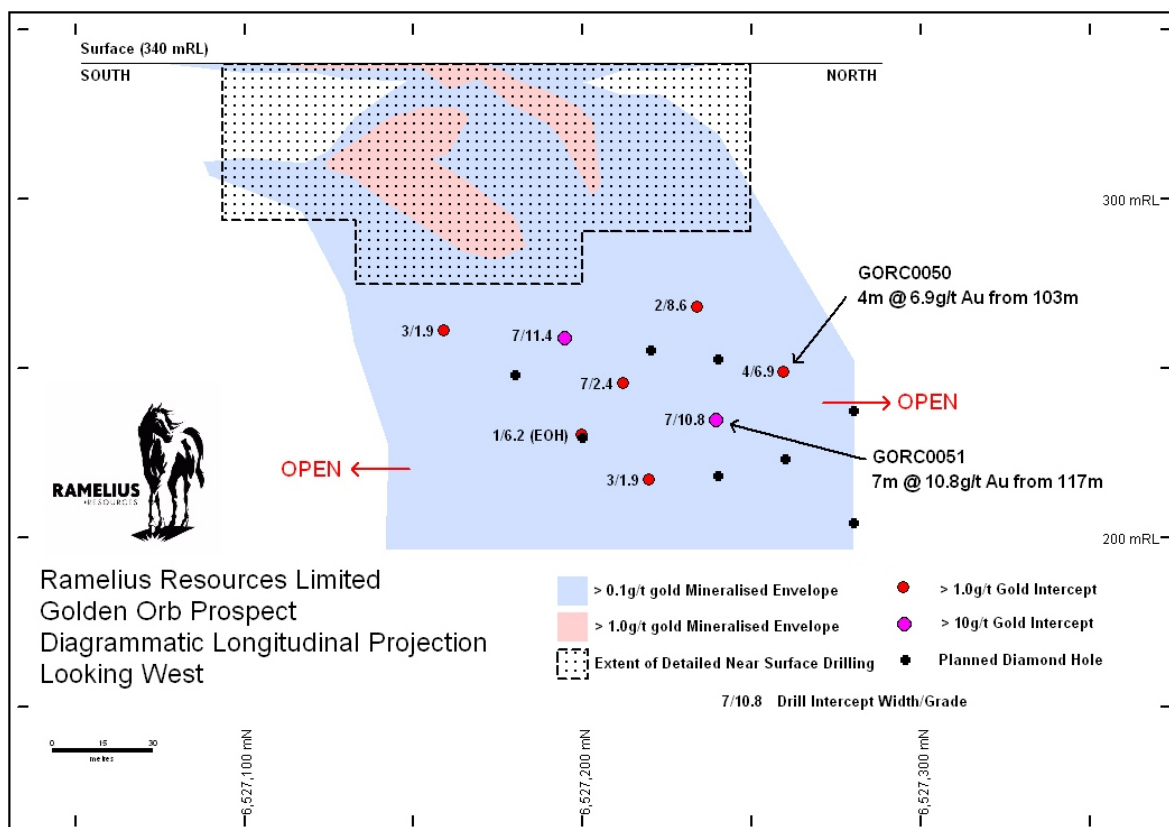 Surface (340 mRL)
SOUTH
NORTH
300 mRL
GORC0050
4m @ 6.9g/t Au from 103m
2/8.6
3/1.9
7/11.4
4/6.9
7/2.4
OPEN
7/10.8
1/6.2 (EOH)
GORC0051
7m @ 10.8g/t Au from 117m
OPEN
3/1.9
RAMELIUS
RESOURCES
200 mRL
Ramelius Resources Limited
Golden Orb Prospect
Diagrammatic Longitudinal Projection
Looking West
> 0.1g/t gold Mineralised Envelope
> 1.0g/t gold Mineralised Envelope
Extent of Detailed Near Surface Drilling
> 1.0g/t Gold Intercept
> 10g/t Gold Intercept
Planned Diamond Hole
7/10.8 Drill Intercept Width/Grade
0 15 30
metres
6,527,100 mN
6,527,200 mN
6,527,300 mN